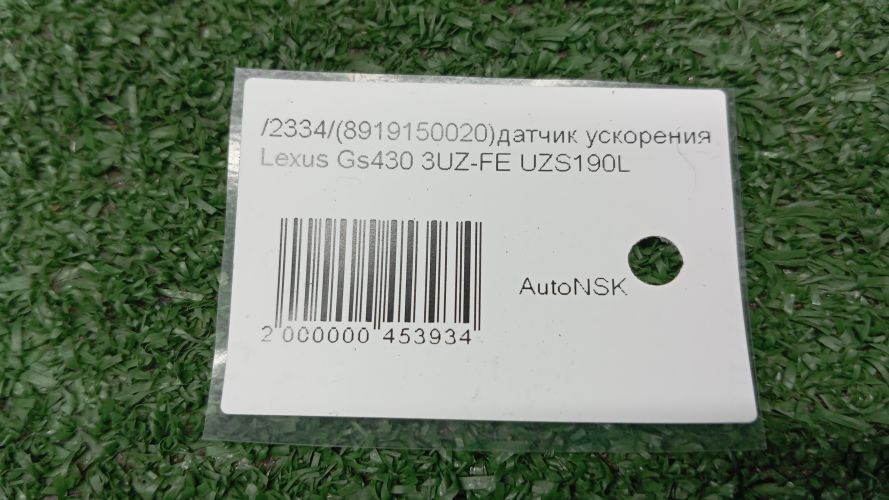 /2334/(8919150020)датчик ускорения
Lexus Gs430 3UZ-FE UZS190L
AutoNSK
2 000000 453934